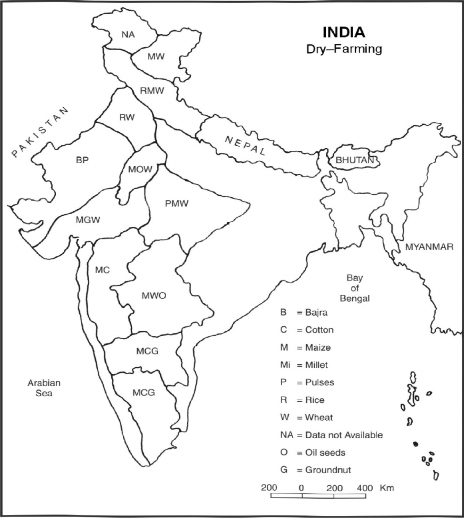 INDIA
Dry–Farming
NA
MW
RMW
PAKISTAN
RW
NEPAL
BP
MOW
BHUTAN
PMW
MGW
MYANMAR
MC
MWO
Bay
of
Bengal
B = Bajra
C = Cotton
M = Maize
Mi = Millet
P = Pulses
R = Rice
W = Wheat
NA = Data not Available
O = Oil seeds
G = Groundnut
MCG
MCG
Arabian
Sea
200 0 200 400 Km